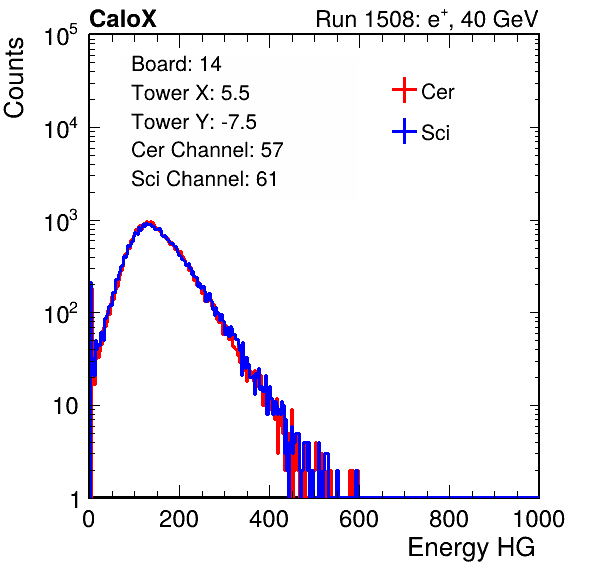 CaloX Run 1508: e⁺, 40 GeV
Counts
10⁵
10⁴
10³
10²
10
1
Board: 14
Tower X: 5.5
Tower Y: -7.5
Cer Channel: 57
Sci Channel: 61
Cer
Sci
0 200 400 600 800 1000
Energy HG